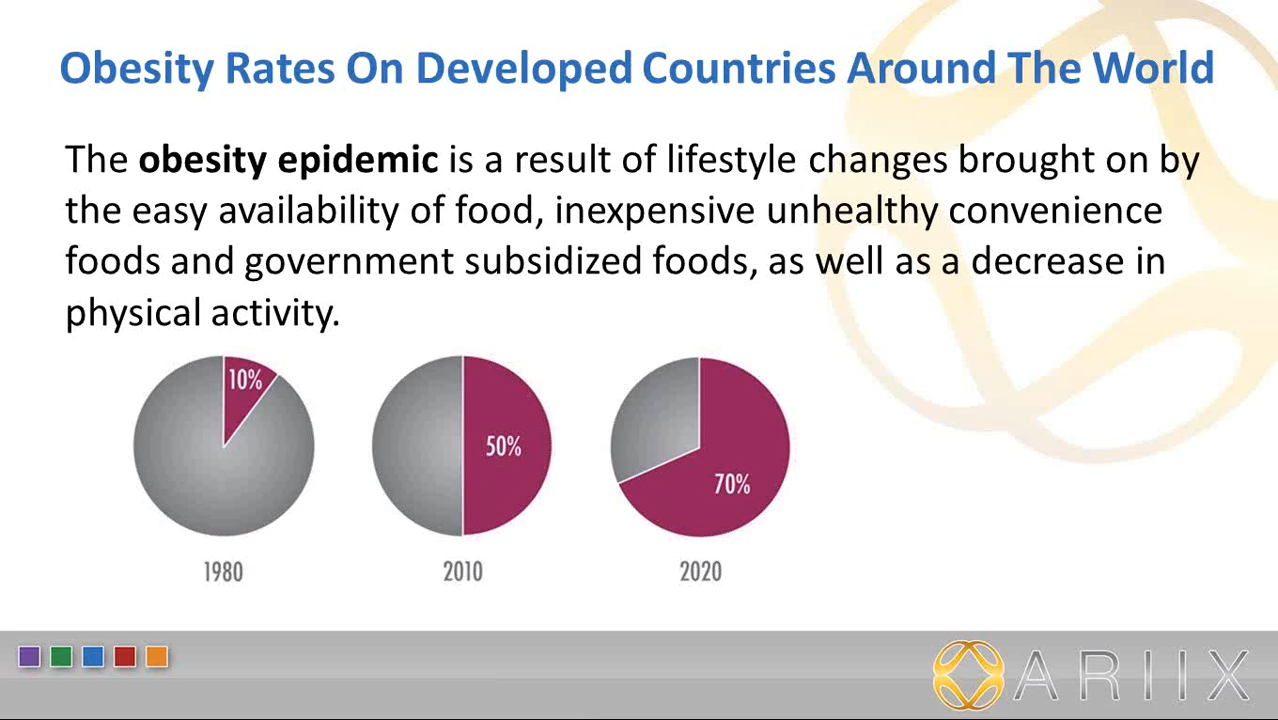 Obesity Rates On Developed Countries Around The World
The obesity epidemic is a result of lifestyle changes brought on by
the easy availability of food, inexpensive unhealthy convenience
foods and government subsidized foods, as well as a decrease in
physical activity.
10%
50%
70%
1980
2010
2020
ARIIX